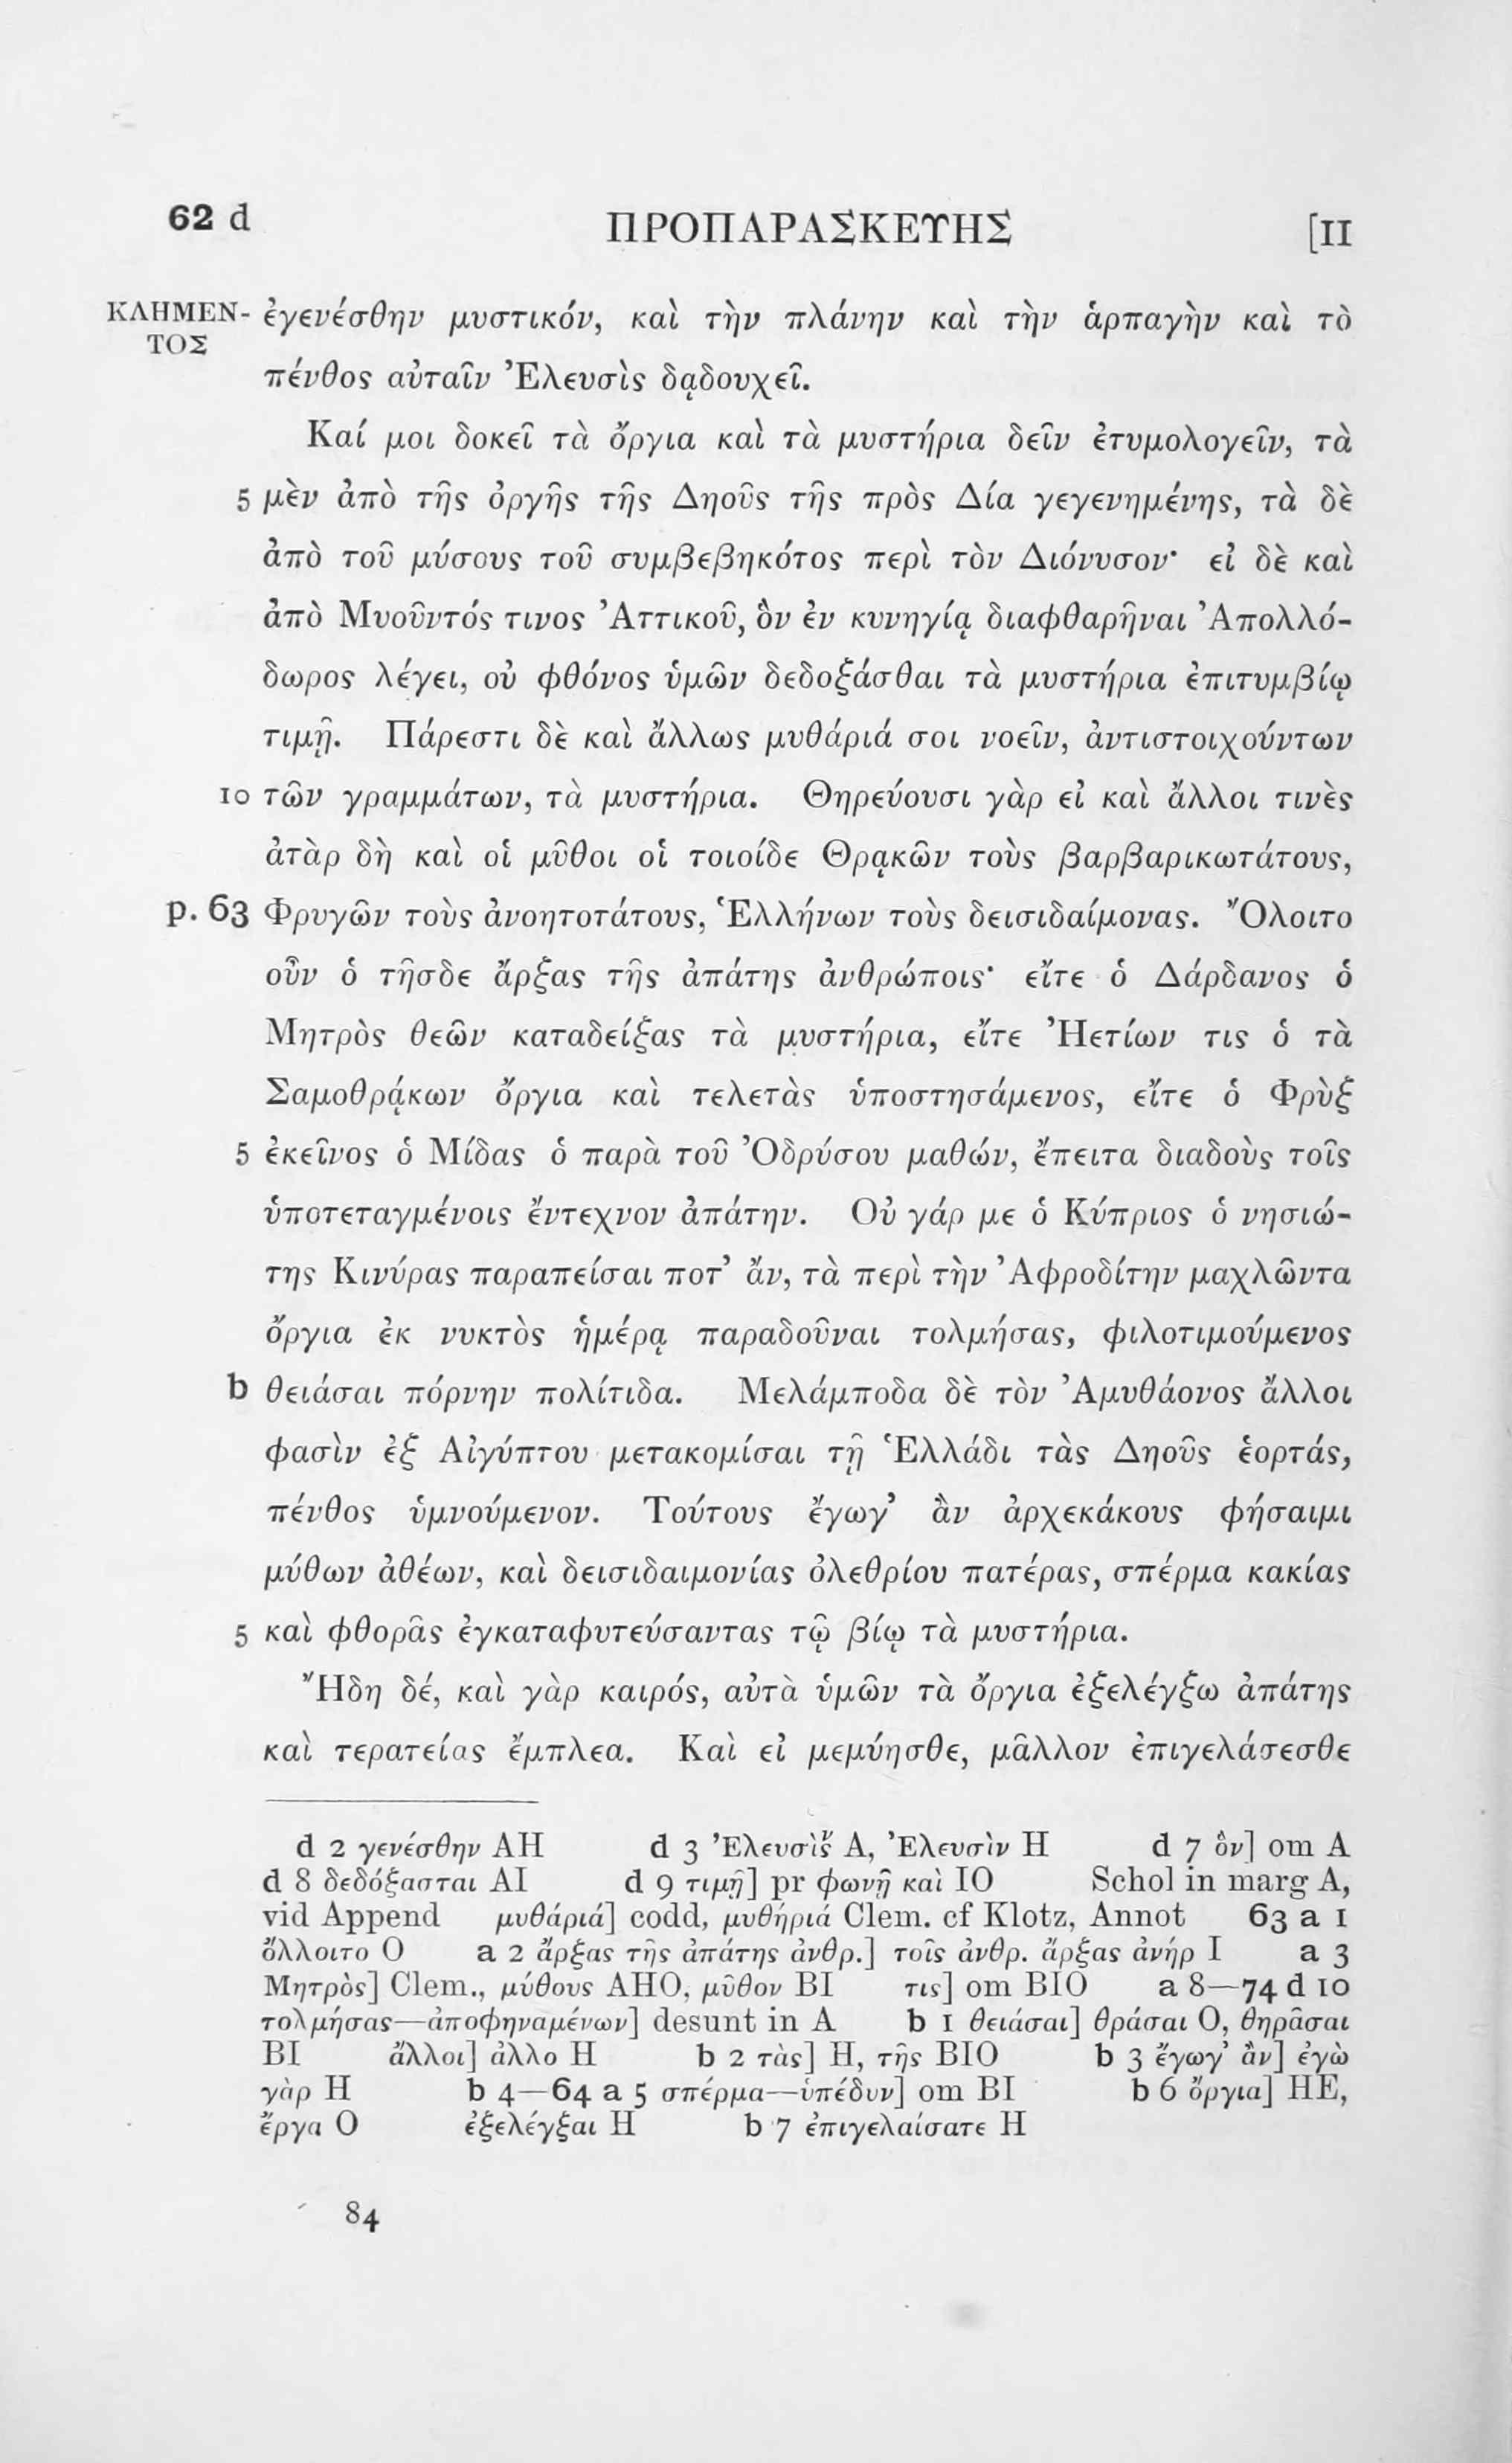 62 d ΠΡΟΠΑΡΑΣΚΕΥΗΣ [II
ΚΛΗΜΕΝ- ἐγενέσθην μυστικόν, καὶ τὴν πλάνην καὶ τὴν ἁρπαγὴν καὶ τὸ
ΤΟΣ πένθος αὐταῖν Ἐλευσὶς δᾳδουχεῖ.
Καί μοι δοκεῖ τὰ ὄργια καὶ τὰ μυστήρια δεῖν ἐτυμολογεῖν, τὰ
5 μὲν ἀπὸ τῆς ὀργῆς τῆς Δηοῦς τῆς πρὸς Δία γεγενημένης, τὰ δὲ
ἀπὸ τοῦ μύσους τοῦ συμβεβηκότος περὶ τὸν Διόνυσον· εἰ δὲ καὶ
ἀπὸ Μυοῦντός τινος Ἀττικοῦ, ὃν ἐν κυνηγίᾳ διαφθαρῆναι Ἀπολλό-
δωρος λέγει, οὐ φθόνος ὑμῶν δεδοξάσθαι τὰ μυστήρια ἐπιτυμβίῳ
τιμῇ. Πάρεστι δὲ καὶ ἄλλως μυθάριά σοι νοεῖν, ἀντιστοιχούντων
10 τῶν γραμμάτων, τὰ μυστήρια. Θηρεύουσι γὰρ εἰ καὶ ἄλλοι τινὲς
ἀτὰρ δὴ καὶ οἱ μῦθοι οἱ τοιοίδε Θρᾳκῶν τοὺς βαρβαρικωτάτους,
p. 63 Φρυγῶν τοὺς ἀνοητοτάτους, Ἑλλήνων τοὺς δεισιδαίμονας. Ὄλοιτο
οὖν ὁ τῆσδε ἄρξας τῆς ἀπάτης ἀνθρώποις· εἴτε ὁ Δάρδανος ὁ
Μητρὸς θεῶν καταδείξας τὰ μυστήρια, εἴτε Ἠετίων τις ὁ τὰ
Σαμοθρᾴκων ὄργια καὶ τελετὰς ὑποστησάμενος, εἴτε ὁ Φρὺξ
5 ἐκεῖνος ὁ Μίδας ὁ παρὰ τοῦ Ὀδρύσου μαθών, ἔπειτα διαδοὺς τοῖς
ὑποτεταγμένοις ἔντεχνον ἀπάτην. Οὐ γάρ με ὁ Κύπριος ὁ νησιώ-
της Κινύρας παραπείσαι ποτ’ ἄν, τὰ περὶ τὴν Ἀφροδίτην μαχλῶντα
ὄργια ἐκ νυκτὸς ἡμέρᾳ παραδοῦναι τολμήσας, φιλοτιμούμενος
b θειάσαι πόρνην πολίτιδα. Μελάμποδα δὲ τὸν Ἀμυθάονος ἄλλοι
φασὶν ἐξ Αἰγύπτου μετακομίσαι τῇ Ἑλλάδι τὰς Δηοῦς ἑορτάς,
πένθος ὑμνούμενον. Τούτους ἔγωγ’ ἂν ἀρχεκάκους φήσαιμι
μύθων ἀθέων, καὶ δεισιδαιμονίας ὀλεθρίου πατέρας, σπέρμα κακίας
5 καὶ φθορᾶς ἐγκαταφυτεύσαντας τῷ βίῳ τὰ μυστήρια.
Ἤδη δέ, καὶ γὰρ καιρός, αὐτὰ ὑμῶν τὰ ὄργια ἐξελέγξω ἀπάτης
καὶ τερατείας ἔμπλεα. Καὶ εἰ μεμύησθε, μᾶλλον ἐπιγελάσεσθε
d 2 γενέσθην AH d 3 Ἐλευσὶς A, Ἐλευσὶν H d 7 ὃν] om A
d 8 δεδόξασται AI d 9 τιμῇ] pr φωνῇ καὶ IO Schol in marg A,
vid Append μυθάριά] codd, μυθήριά Clem. cf Klotz, Annot 63 a 1
ὄλλοιτο O a 2 ἄρξας τῆς ἀπάτης ἀνθρ.] τοῖς ἀνθρ. ἄρξας ἀνήρ I a 3
Μητρὸς] Clem., μύθους AHO, μῦθον BI τις] om BIO a 8—74 d 10
τολμήσας—ἀποφηναμένων] desunt in A b 1 θειάσαι] θράσαι O, θηρᾶσαι
BI ἄλλοι] ἀλλο H b 2 τὰς] H, τῆς BIO b 3 ἔγωγ’ ἂν] ἐγὼ
γὰρ H b 4—64 a 5 σπέρμα—ὑπέδυν] om BI b 6 ὄργια] HE,
ἔργα O ἐξελέγξαι H b 7 ἐπιγελαίσατε H
84